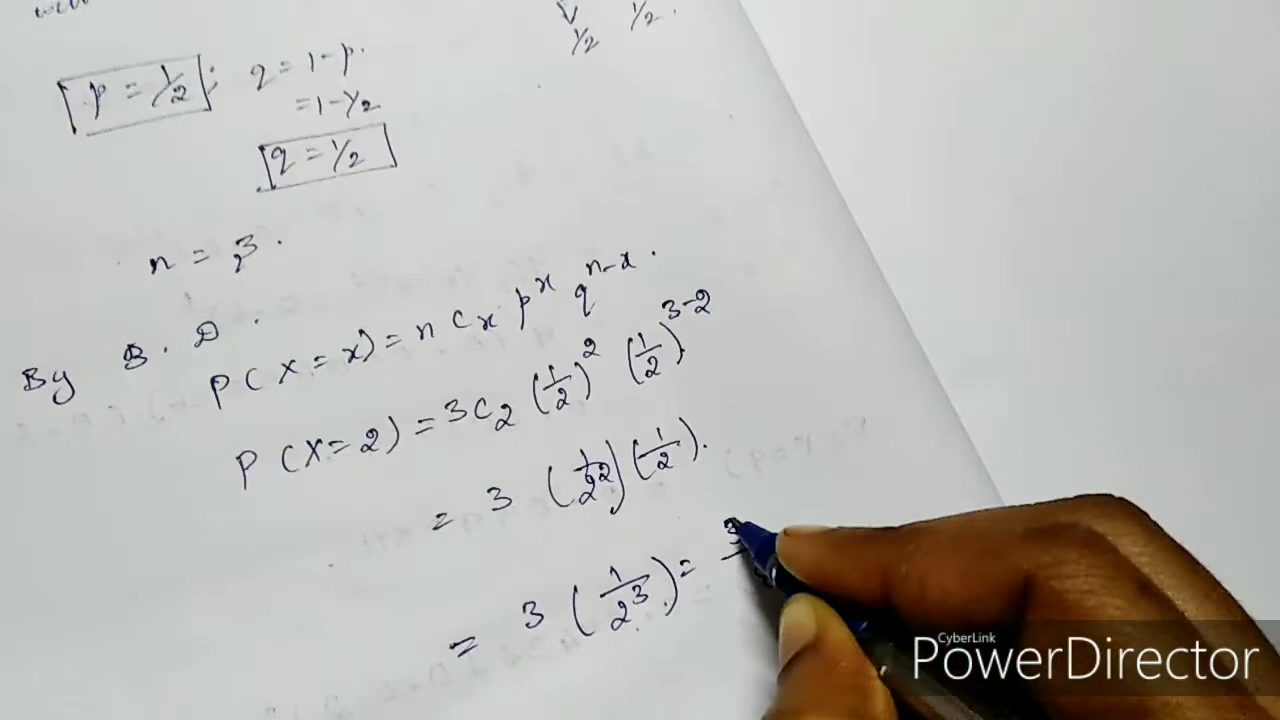 1/2 1/2.
p = 1/2; q = 1-p.
= 1-1/2
q = 1/2
n = 3.
By B. D.
P(X=x) = n C x p^x q^n-x.
P(X=2) = 3C2 (1/2)^2 (1/2)^3-2
= 3 (1/2^2) (1/2).
= 3 (1/2^3) = 3
CyberLink
PowerDirector